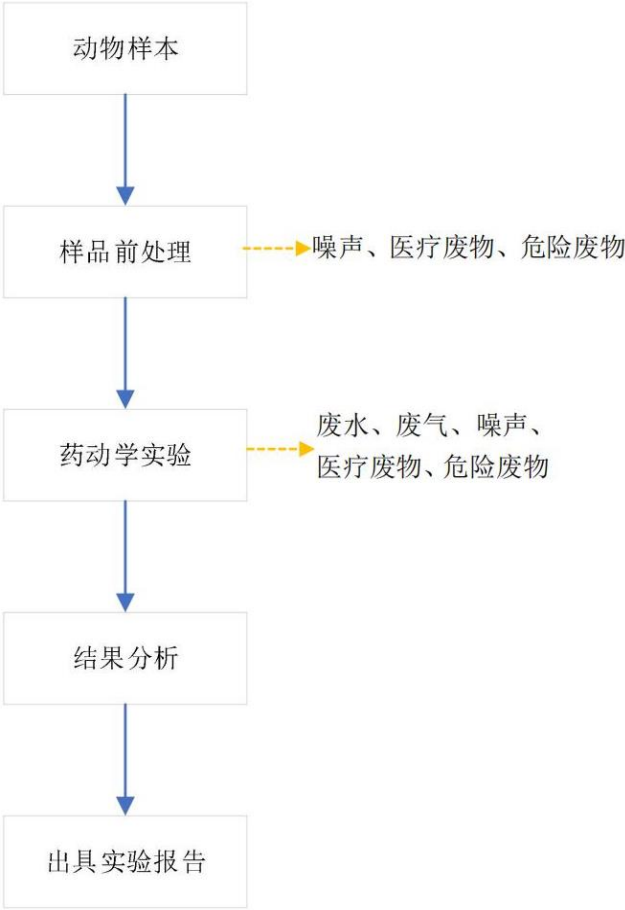 动物样本
样品前处理
噪声、医疗废物、危险废物
药动学实验
废水、废气、噪声、
医疗废物、危险废物
结果分析
出具实验报告